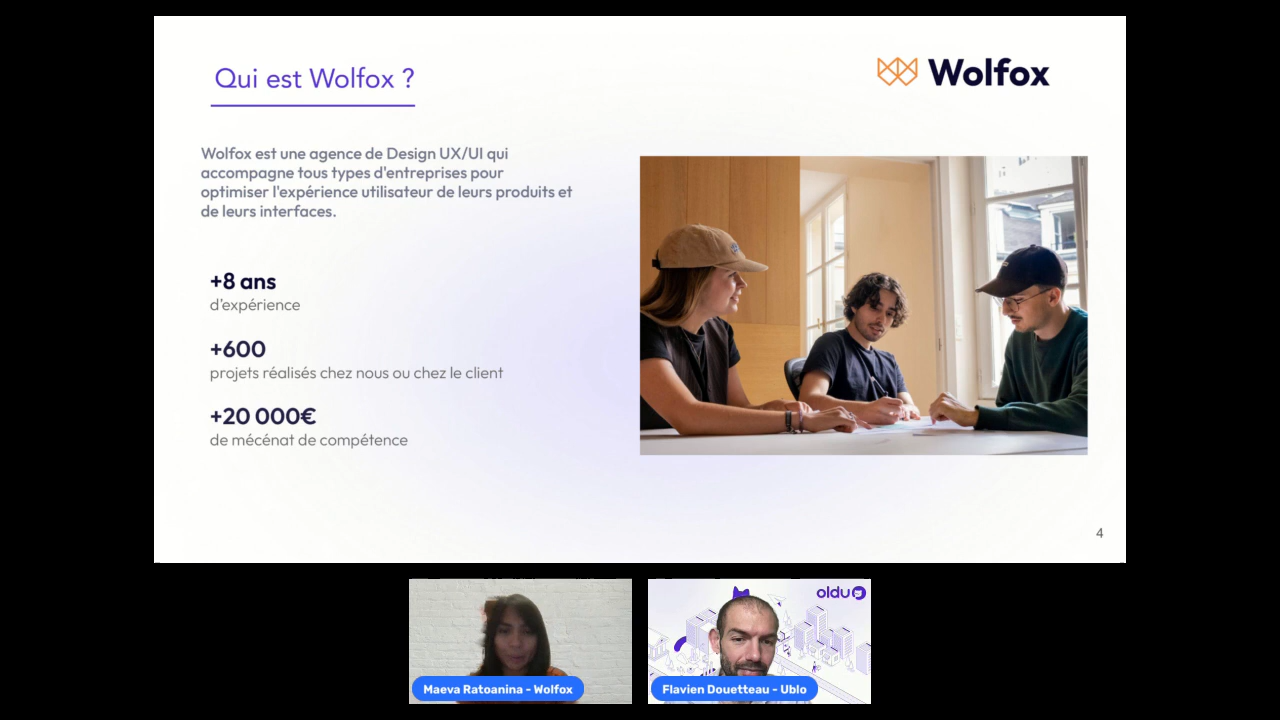 Qui est Wolfox ?
Wolfox
Wolfox est une agence de Design UX/UI qui
accompagne tous types d'entreprises pour
optimiser l'expérience utilisateur de leurs produits et
de leurs interfaces.
+8 ans
d'expérience
+600
projets réalisés chez nous ou chez le client
+20 000€
de mécénat de compétence
4
oldu
Maeva Ratoanina - Wolfox
Flavien Douetteau - Ublo